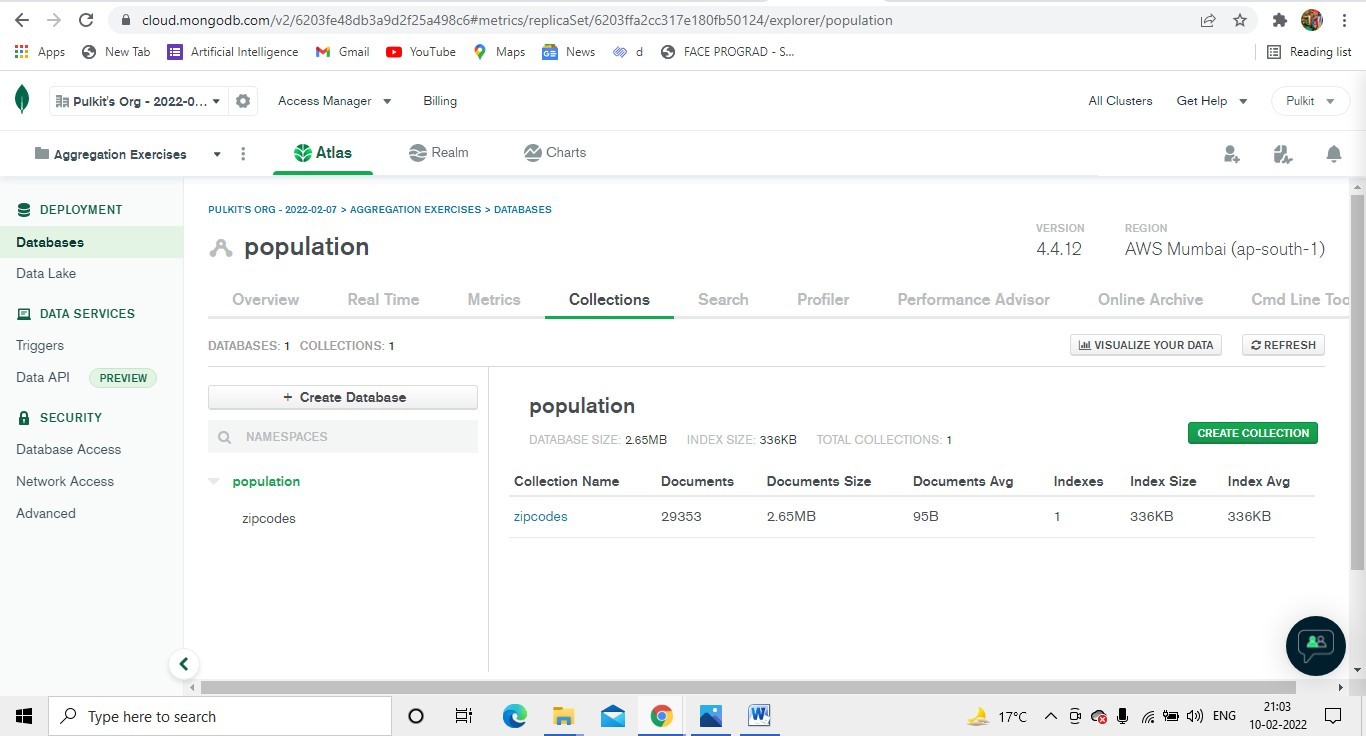 cloud.mongodb.com/v2/6203fe48db3a9d2f25a498c6#metrics/replicaSet/6203ffa2cc317e180fb50124/explorer/population
Apps New Tab Artificial Intelligence Gmail YouTube Maps News d FACE PROGRAD - S... Reading list
Pulkit's Org - 2022-0... Access Manager Billing All Clusters Get Help Pulkit
Aggregation Exercises Atlas Realm Charts
DEPLOYMENT
Databases
Data Lake
DATA SERVICES
Triggers
Data API PREVIEW
SECURITY
Database Access
Network Access
Advanced
PULKIT'S ORG - 2022-02-07 > AGGREGATION EXERCISES > DATABASES
population
VERSION
4.4.12
REGION
AWS Mumbai (ap-south-1)
Overview Real Time Metrics Collections Search Profiler Performance Advisor Online Archive Cmd Line Too
DATABASES: 1 COLLECTIONS: 1 VISUALIZE YOUR DATA REFRESH
+ Create Database
NAMESPACES
population
zipcodes
population
DATABASE SIZE: 2.65MB INDEX SIZE: 336KB TOTAL COLLECTIONS: 1
CREATE COLLECTION
Collection Name Documents Documents Size Documents Avg Indexes Index Size Index Avg
zipcodes 29353 2.65MB 95B 1 336KB 336KB
Type here to search
17°C
ENG
21:03
10-02-2022